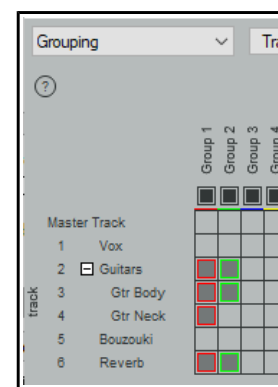 Grouping
Tra
?
Group 1
Group 2
Group 3
Group 4
Master Track
1 Vox
2 Guitars
3 Gtr Body
4 Gtr Neck
5 Bouzouki
6 Reverb
track